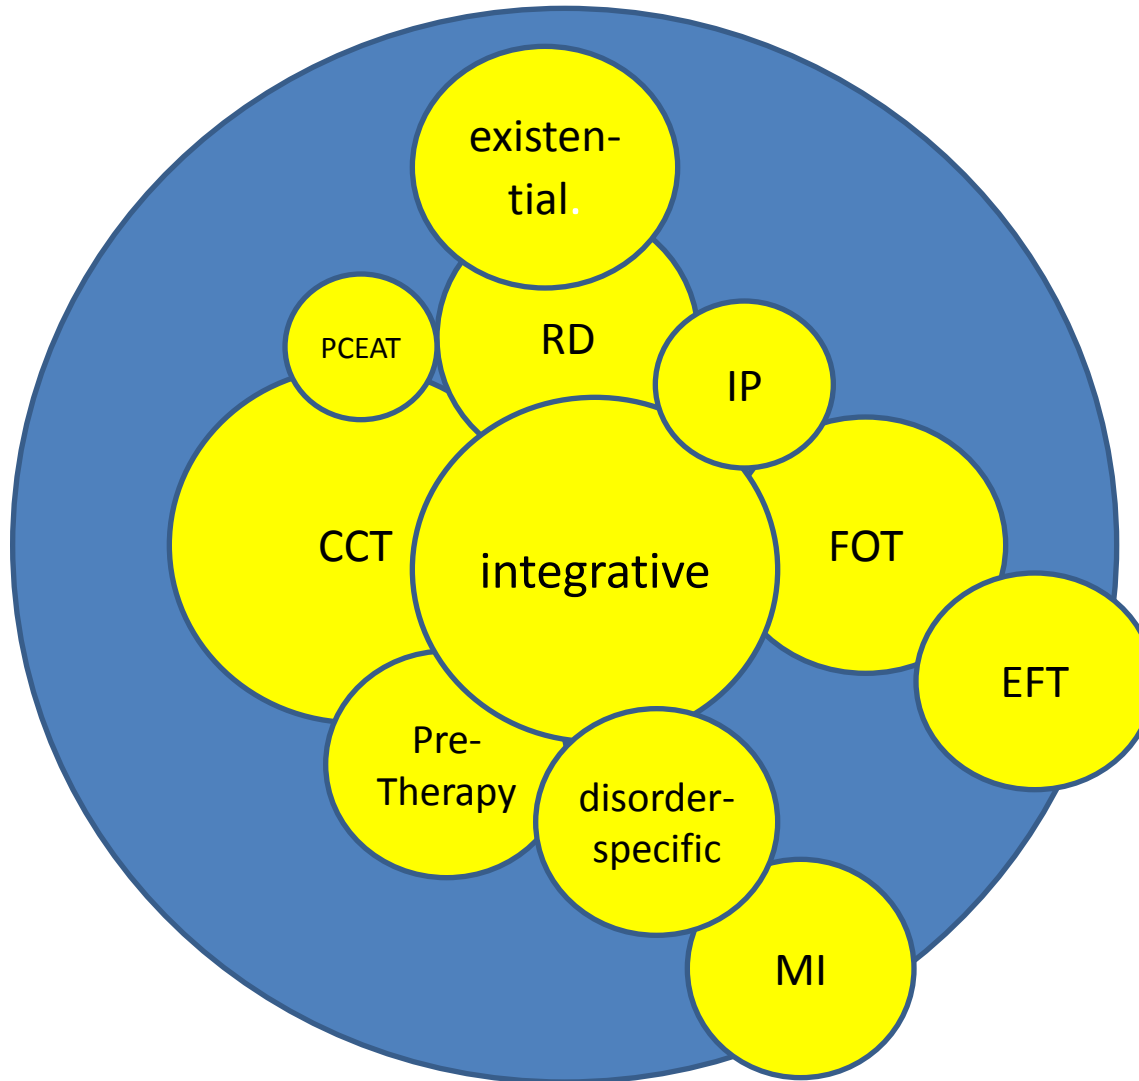 existen-
tial.
RD
PCEAT
IP
CCT
integrative
FOT
EFT
Pre-
Therapy
disorder-
specific
MI